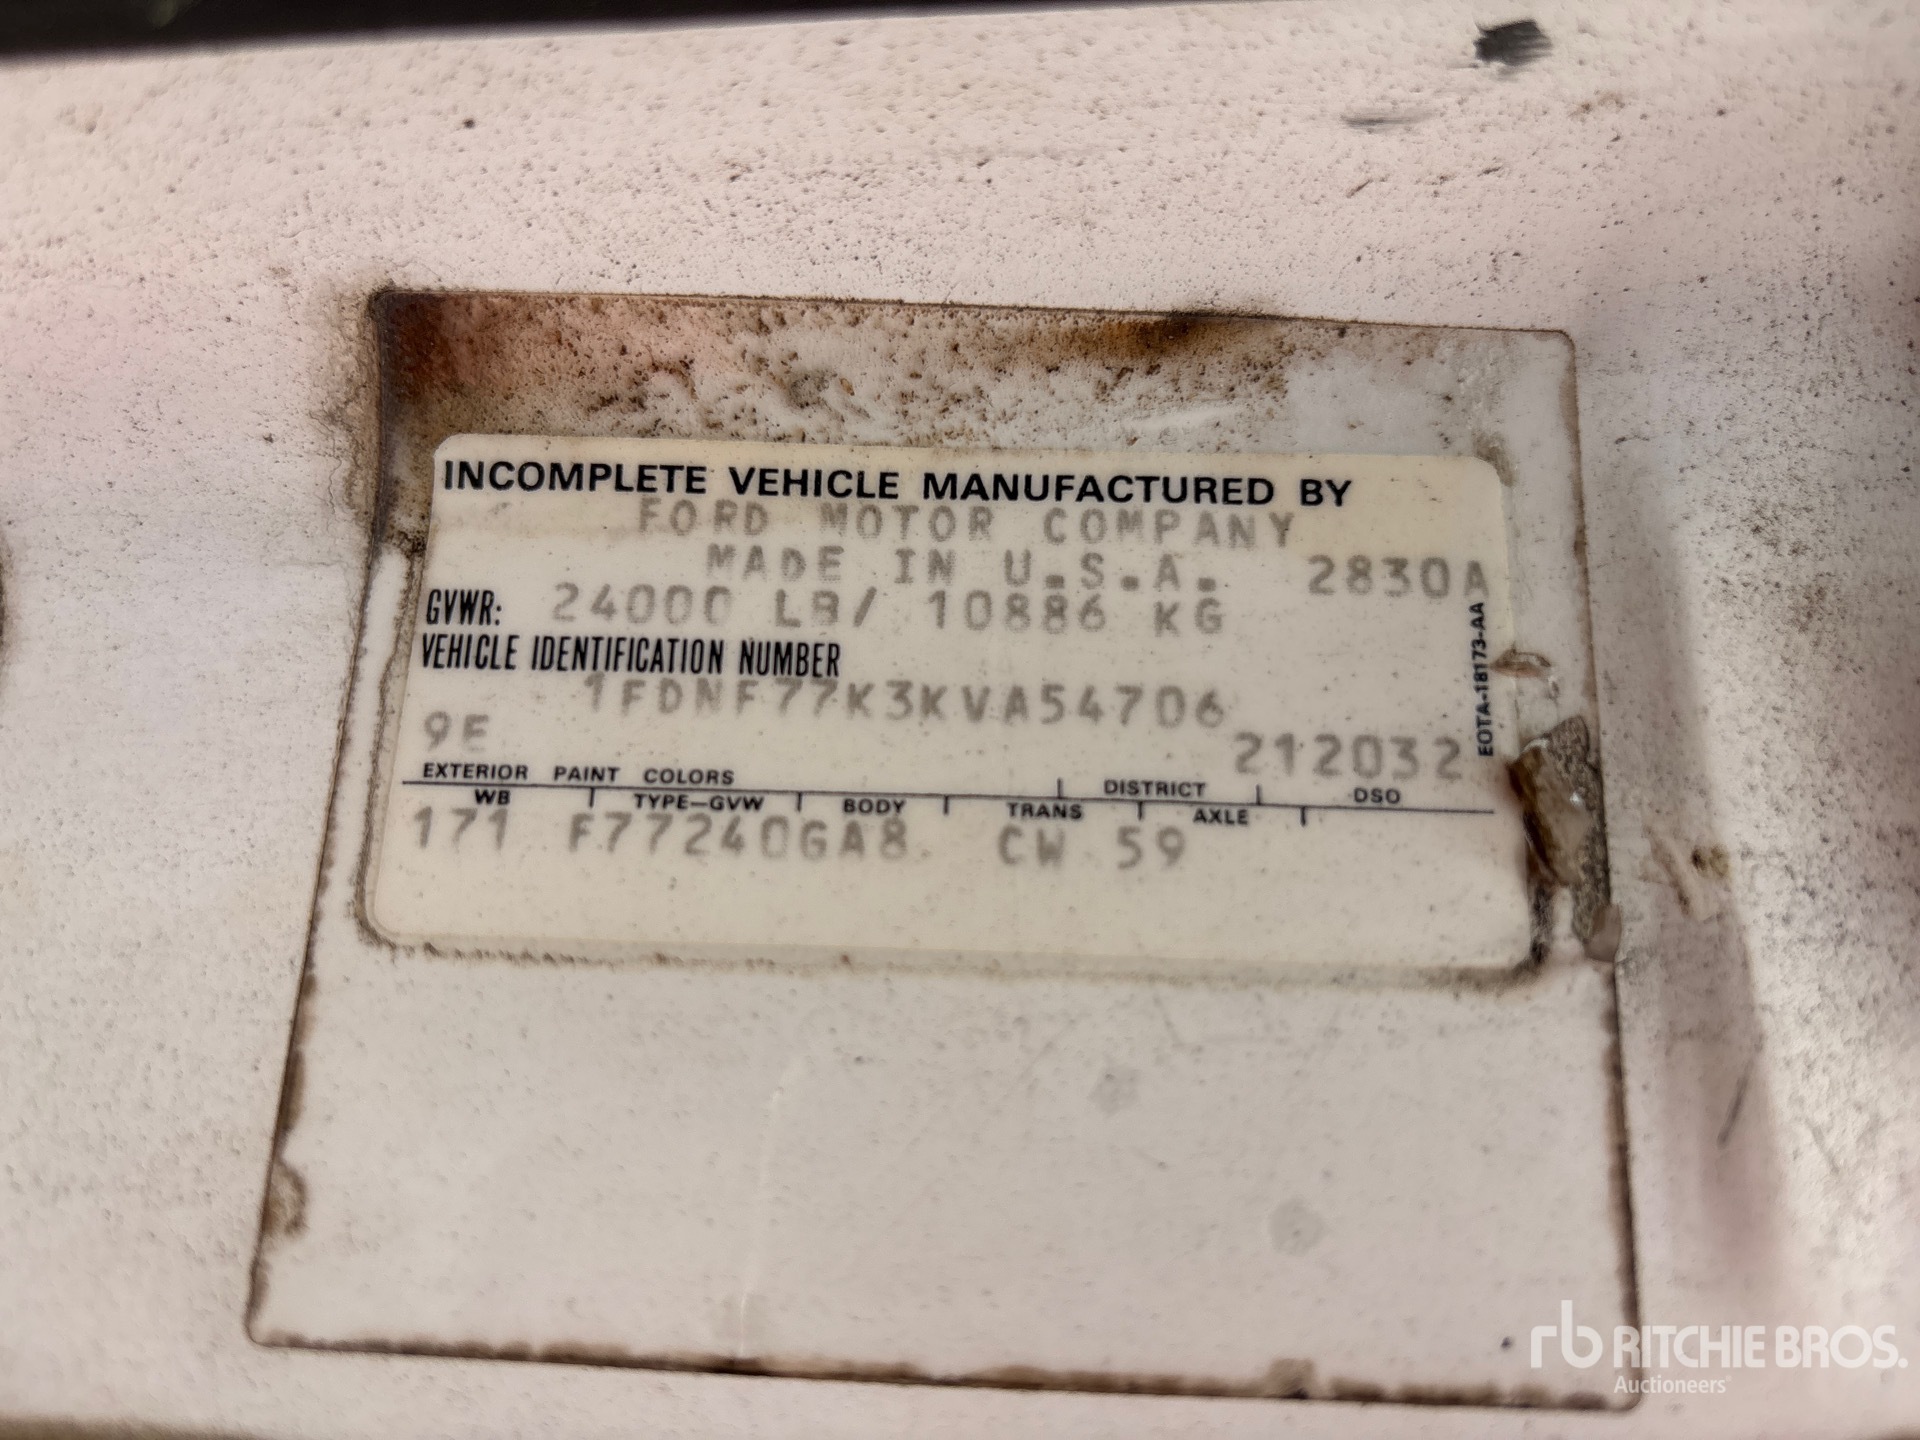 INCOMPLETE VEHICLE MANUFACTURED BY
FORD MOTOR COMPANY
MADE IN U.S.A. 2830A
GVWR: 24000 LB/ 10886 KG
VEHICLE IDENTIFICATION NUMBER
1FDNF77K3KVA54706
EOTA-18173-AA
9E 212032
EXTERIOR PAINT COLORS DISTRICT DSO
WB TYPE-GVW BODY TRANS AXLE
171 F77240GA8 CW 59
rb RITCHIE BROS.
Auctioneers